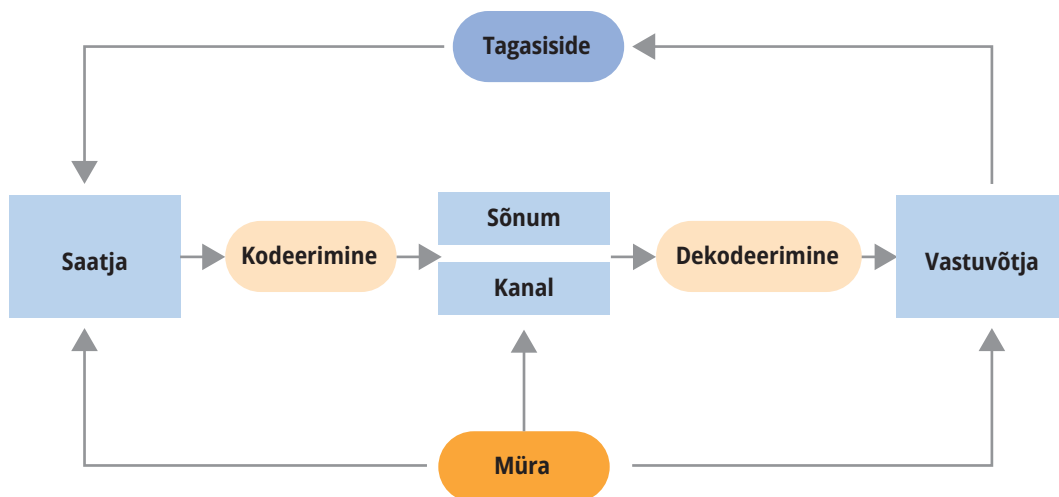 Tagasiside
Saatja
Kodeerimine
Sõnum
Kanal
Dekodeerimine
Vastuvõtja
Müra